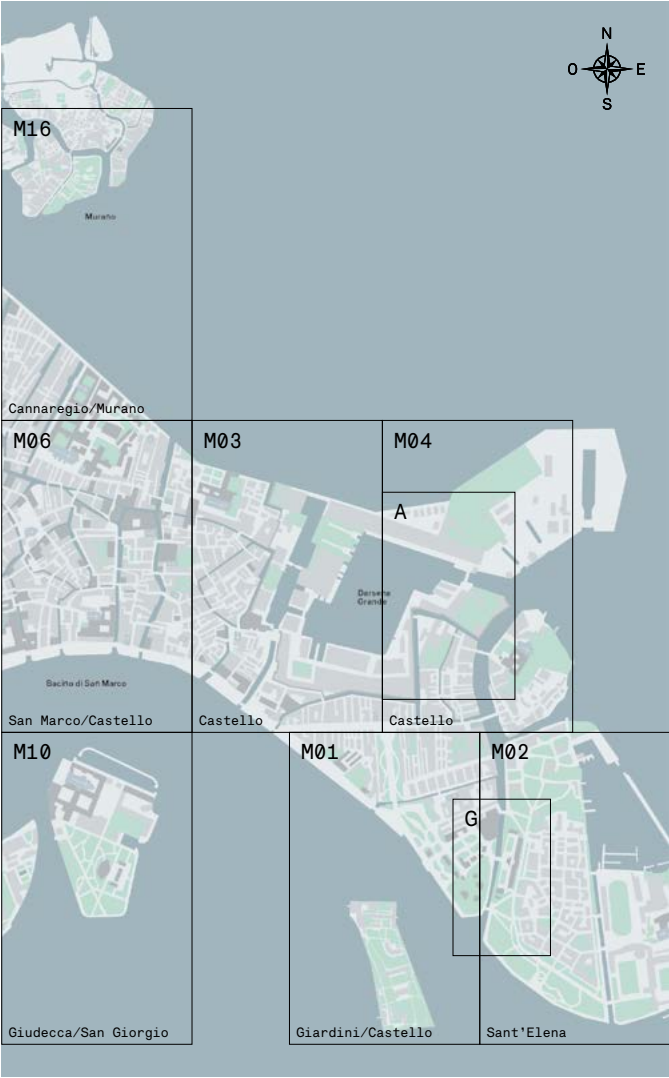 N
O E
S
M16
Murano
Cannaregio/Murano
M06
M03
M04
A
Darsena
Grande
Bacino di San Marco
San Marco/Castello
Castello
Castello
M10
M01
M02
G
Giudecca/San Giorgio
Giardini/Castello
Sant'Elena